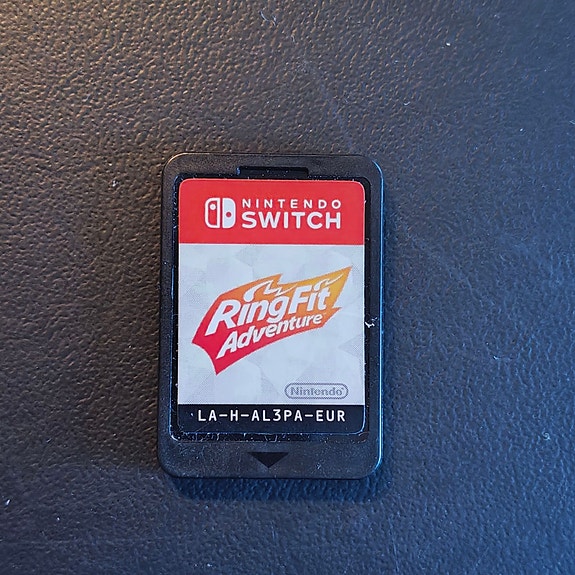 NINTENDO
SWITCH
RingFit
Adventure
Nintendo
LA-H-AL3PA-EUR